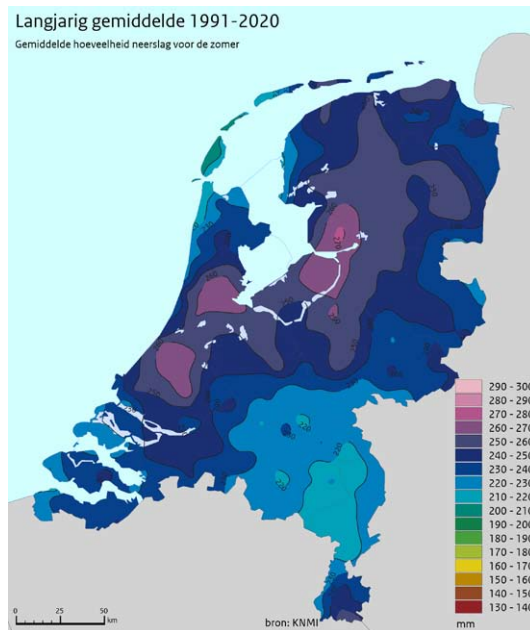 Langjarig gemiddelde 1991-2020
Gemiddelde hoeveelheid neerslag voor de zomer
290 - 300
280 - 290
270 - 280
260 - 270
250 - 260
240 - 250
230 - 240
220 - 230
210 - 220
200 - 210
190 - 200
180 - 190
170 - 180
160 - 170
150 - 160
140 - 150
130 - 140
mm
0 25 50
km
bron: KNMI